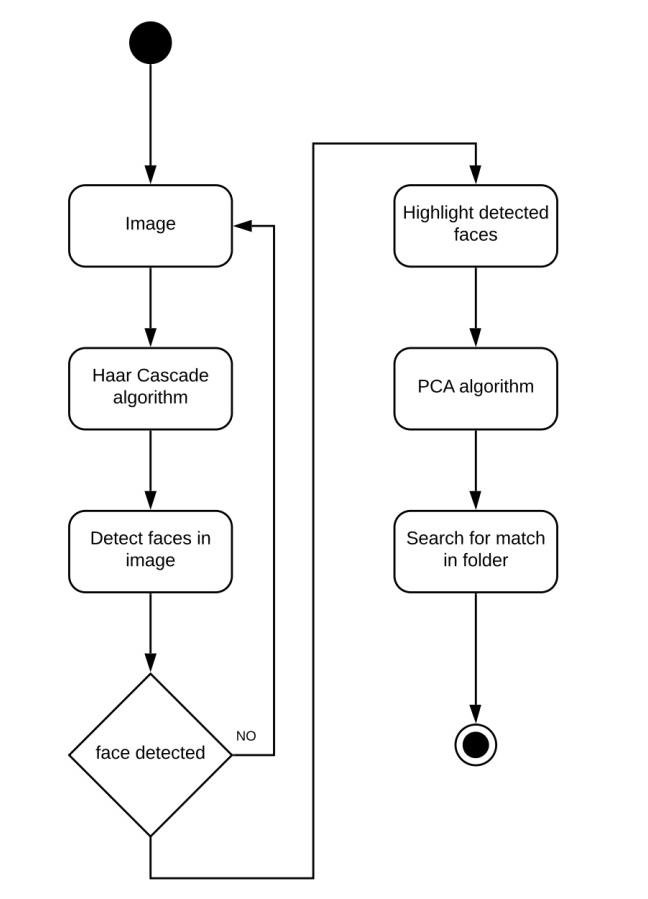 Image
Haar Cascade
algorithm
Detect faces in
image
face detected
NO
Highlight detected
faces
PCA algorithm
Search for match
in folder